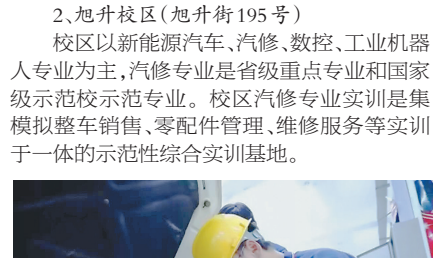 2、旭升校区(旭升街195号)
校区以新能源汽车、汽修、数控、工业机器
人专业为主,汽修专业是省级重点专业和国家
级示范校示范专业。校区汽修专业实训是集
模拟整车销售、零配件管理、维修服务等实训
于一体的示范性综合实训基地。